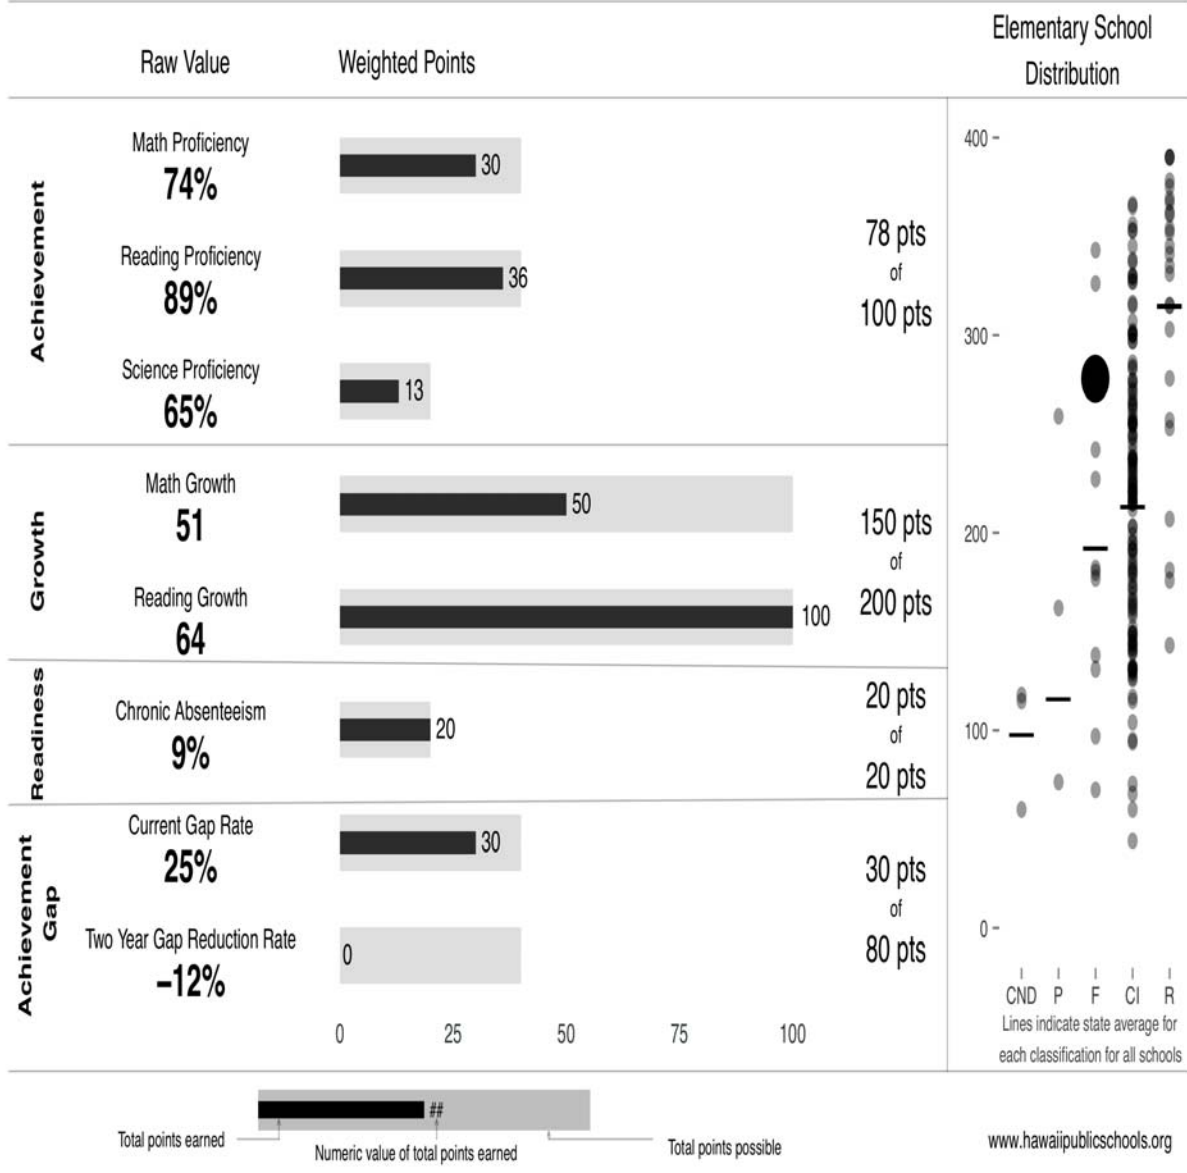 Raw Value
Weighted Points
Elementary School
Distribution
Achievement
Math Proficiency
74%
30
Reading Proficiency
89%
36
Science Proficiency
65%
13
78 pts
of
100 pts
Growth
Math Growth
51
50
Reading Growth
64
100
150 pts
of
200 pts
Readiness
Chronic Absenteeism
9%
20
20 pts
of
20 pts
Achievement
Gap
Current Gap Rate
25%
30
Two Year Gap Reduction Rate
−12%
0
30 pts
of
80 pts
0 25 50 75 100
400
300
200
100
0
CND P F CI R
Lines indicate state average for
each classification for all schools
##
Total points earned
Numeric value of total points earned
Total points possible
www.hawaiipublicschools.org